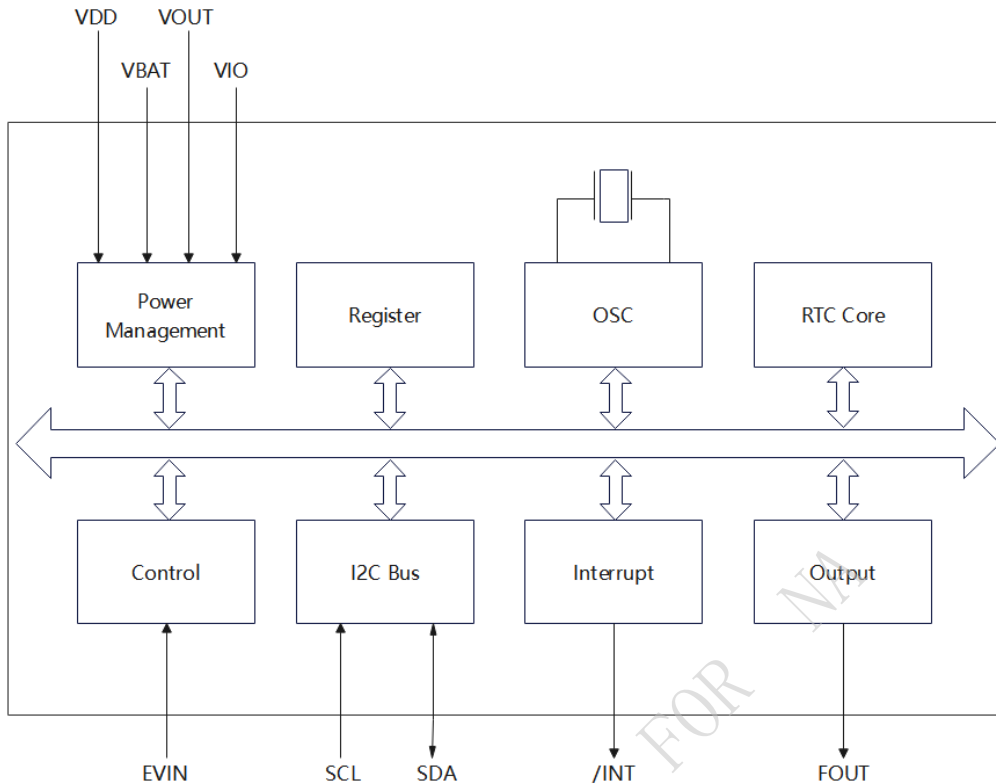 VDD VOUT
VBAT VIO
Power
Management
Register
OSC
RTC Core
Control
I2C Bus
Interrupt
Output
FOR NA
EVIN SCL SDA /INT FOUT